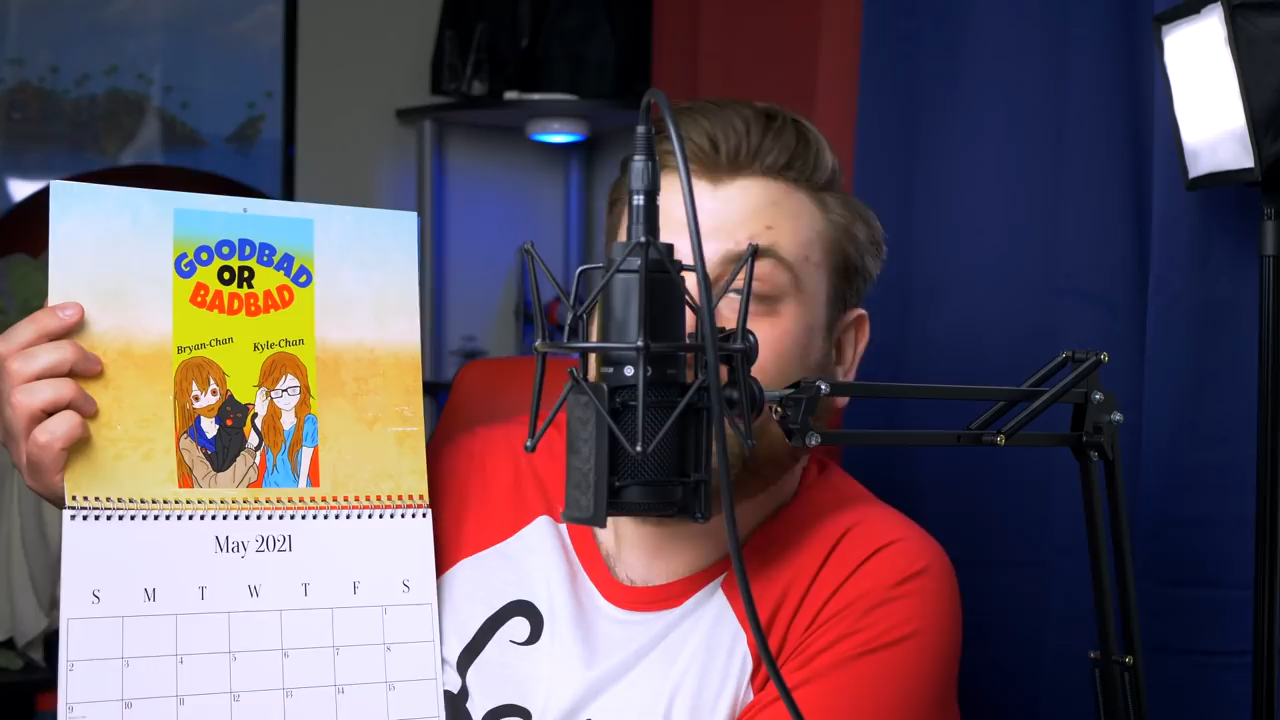 GOODBAD
OR
BADBAD
Bryan-Chan Kyle-Chan
May 2021
S M T W T F S
1
2 3 4 5 6 7 8
9 10 11 12 13 14 15